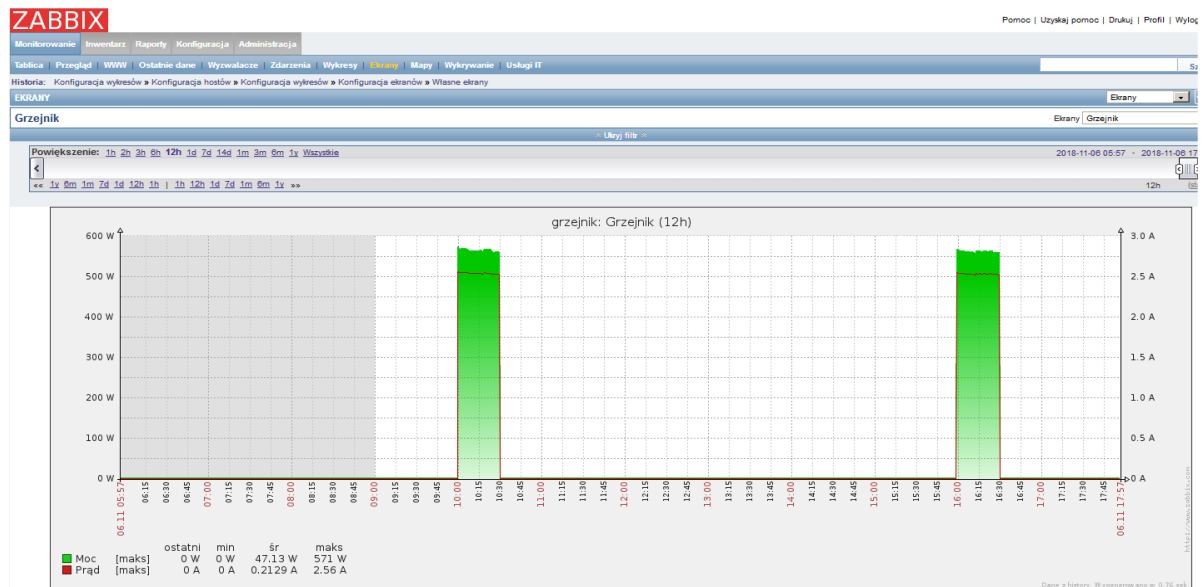 ZABBIX
Pomoc | Uzyskaj pomoc | Drukuj | Profil | Wylog
Monitorowanie Inwentarz Raporty Konfiguracja Administracja
Tablica | Przegląd | WWW | Ostatnie dane | Wyzwalacze | Zdarzenia | Wykresy | Ekrany | Mapy | Wykrywanie | Usługi IT
Historia: Konfiguracja wykresów » Konfiguracja hostów » Konfiguracja wykresów » Konfiguracja ekranów » Własne ekrany
EKRANY Ekrany
Grzejnik Ekrany Grzejnik
« Ukryj filtr »
Powiększenie: 1h 2h 3h 6h 12h 1d 7d 14d 1m 3m 6m 1y Wszystkie 2018-11-06 05:57 - 2018-11-06 17
«« 1y 6m 1m 7d 1d 12h 1h | 1h 12h 1d 7d 1m 6m 1y »» 12h
grzejnik: Grzejnik (12h)
600 W 3.0 A
500 W 2.5 A
400 W 2.0 A
300 W 1.5 A
200 W 1.0 A
100 W 0.5 A
0 W 0 A
06.11 05:57 06:15 06:30 06:45 07:00 07:15 07:30 07:45 08:00 08:15 08:30 08:45 09:00 09:15 09:30 09:45 10:00 10:15 10:30 10:45 11:00 11:15 11:30 11:45 12:00 12:15 12:30 12:45 13:00 13:15 13:30 13:45 14:00 14:15 14:30 14:45 15:00 15:15 15:30 15:45 16:00 16:15 16:30 16:45 17:00 17:15 17:30 17:45 06.11 17:57
http://www.zabbix.com
ostatni min śr maks
Moc [maks] 0 W 0 W 47.13 W 571 W
Prąd [maks] 0 A 0 A 0.2129 A 2.56 A
Dane z history. Wygenerowano w 0.76 sek